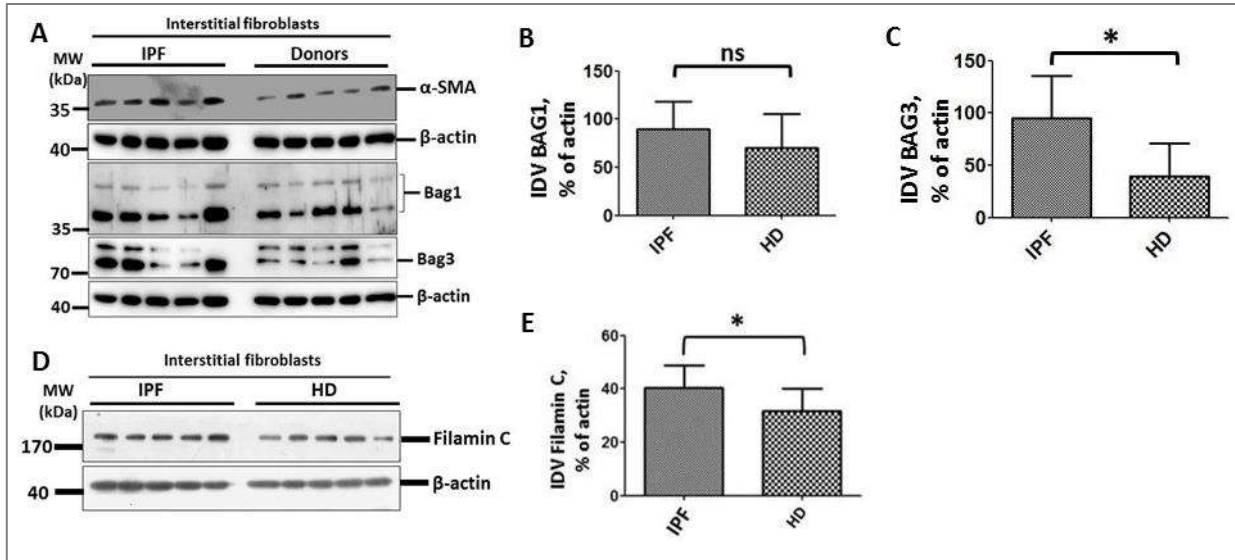 A
Interstitial fibroblasts
IPF
Donors
MW
(kDa)
α-SMA
35
β-actin
40
Bag1
35
Bag3
70
β-actin
40
B
ns
IDV BAG1,
% of actin
150
100
50
0
IPF
HD
C
*
IDV BAG3,
% of actin
150
100
50
0
IPF
HD
D
Interstitial fibroblasts
IPF
HD
MW
(kDa)
Filamin C
170
β-actin
40
E
*
IDV Filamin C,
% of actin
60
40
20
0
IPF
HD